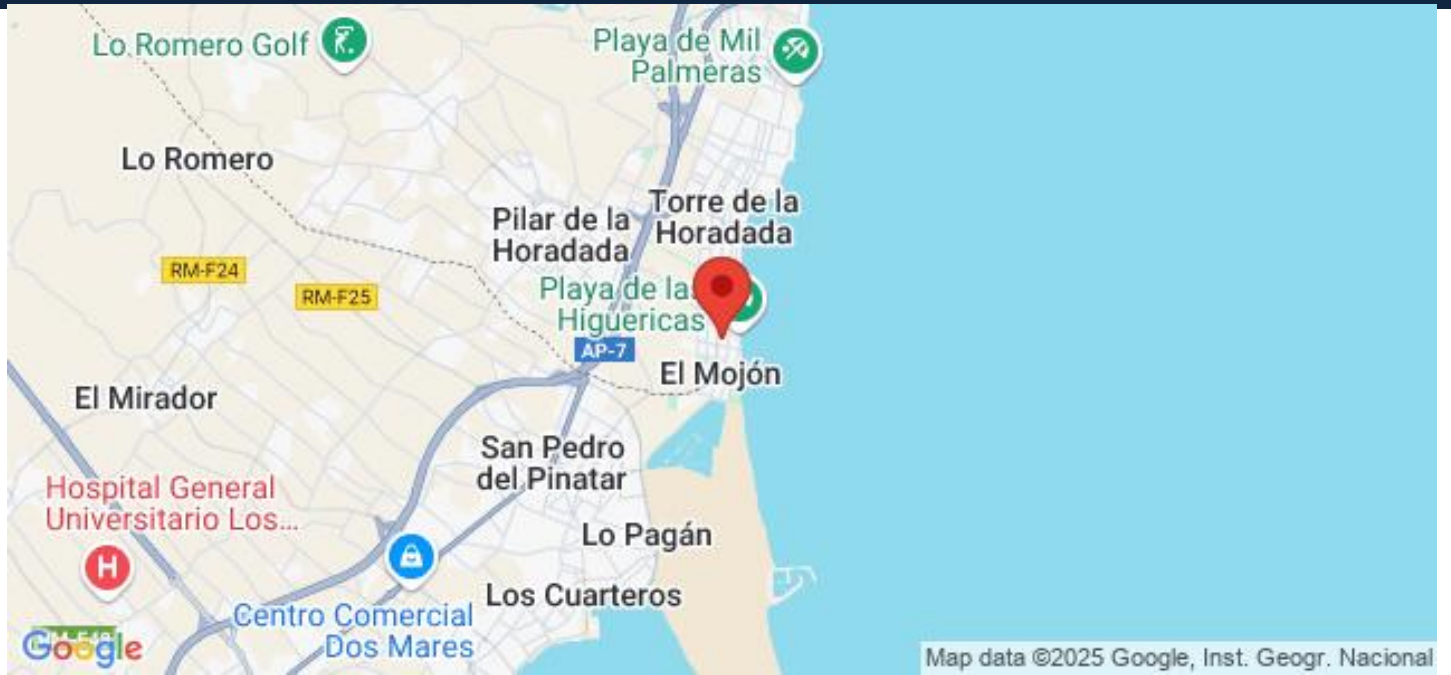 Lo Romero Golf
Playa de Mil
Palmeras
Lo Romero
Torre de la
Horadada
Pilar de la
Horadada
RM-F24
RM-F25
Playa de las
Higuericas
AP-7
El Mojón
El Mirador
San Pedro
del Pinatar
Hospital General
Universitario Los...
H
Lo Pagán
Los Cuarteros
Centro Comercial
Dos Mares
Google
Map data ©2025 Google, Inst. Geogr. Nacional